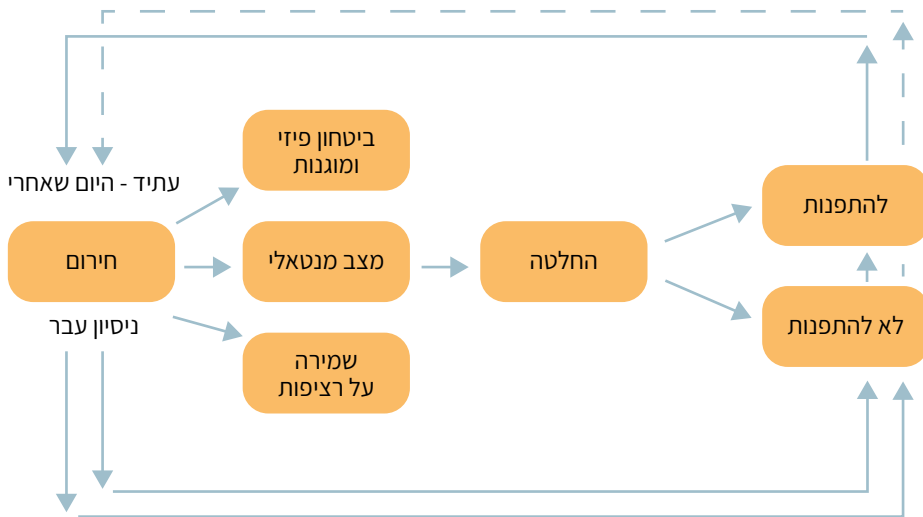 ביטחון פיזי
ומוגנות
עתיד - היום שאחרי
להתפנות
חירום
מצב מנטאלי
החלטה
לא להתפנות
ניסיון עבר
שמירה
על רציפות